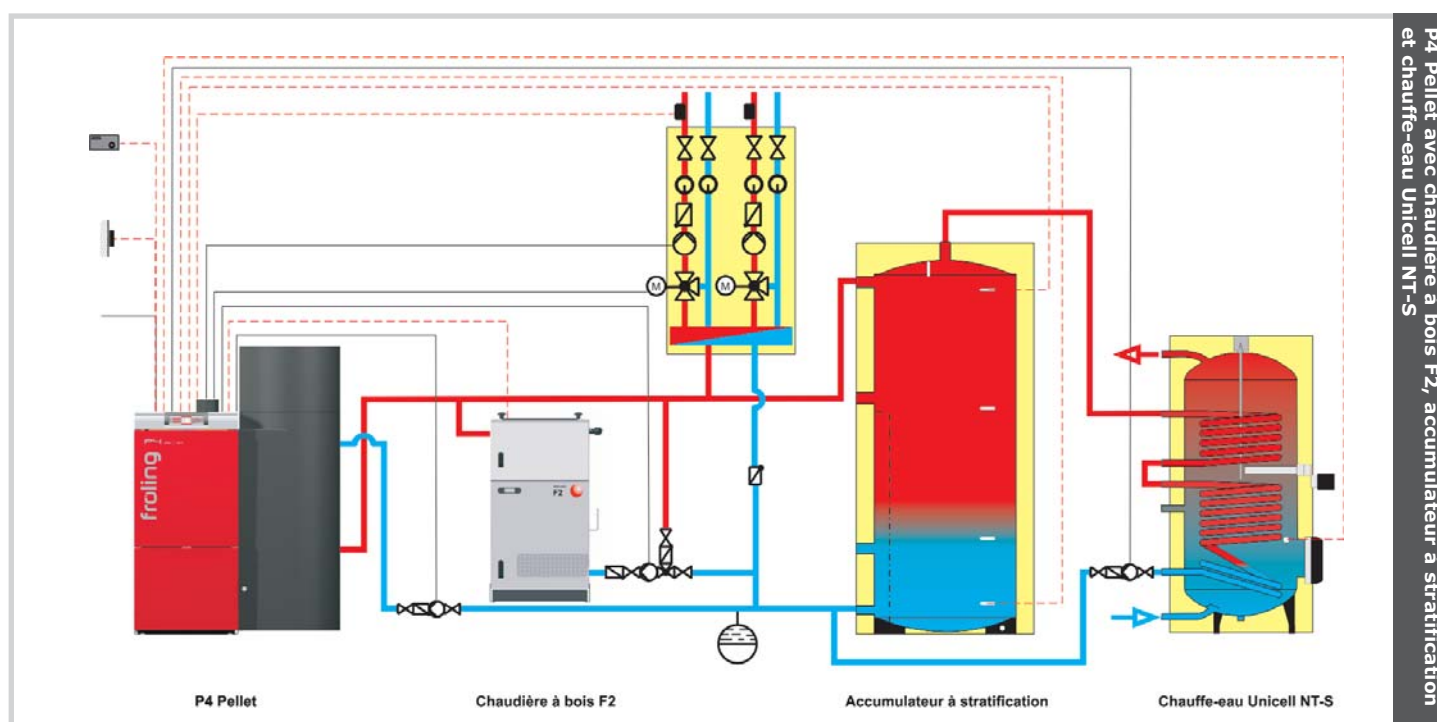 P4 Pellet avec chaudière à bois F2, accumulateur à stratification
et chauffe-eau Unicell NT-S
M
M
froling
F2
P4 Pellet
Chaudière à bois F2
Accumulateur à stratification
Chauffe-eau Unicell NT-S